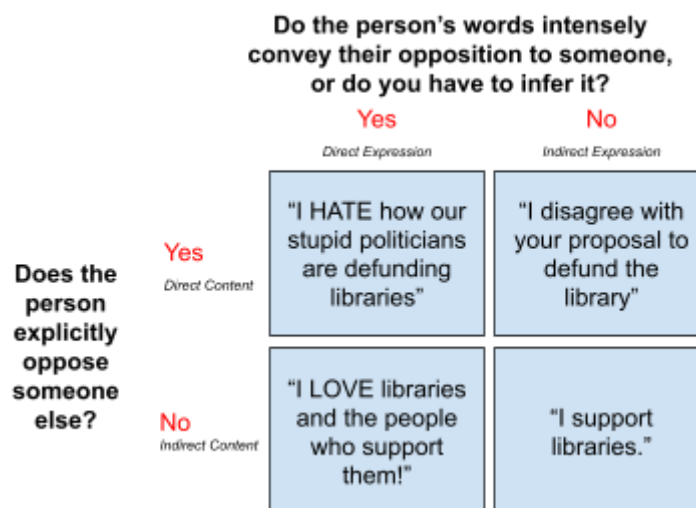 Do the person's words intensely
convey their opposition to someone,
or do you have to infer it?
Yes
No
Direct Expression
Indirect Expression
Does the
person
explicitly
oppose
someone
else?
Yes
Direct Content
"I HATE how our
stupid politicians
are defunding
libraries"
"I disagree with
your proposal to
defund the
library"
No
Indirect Content
"I LOVE libraries
and the people
who support
them!"
"I support
libraries."